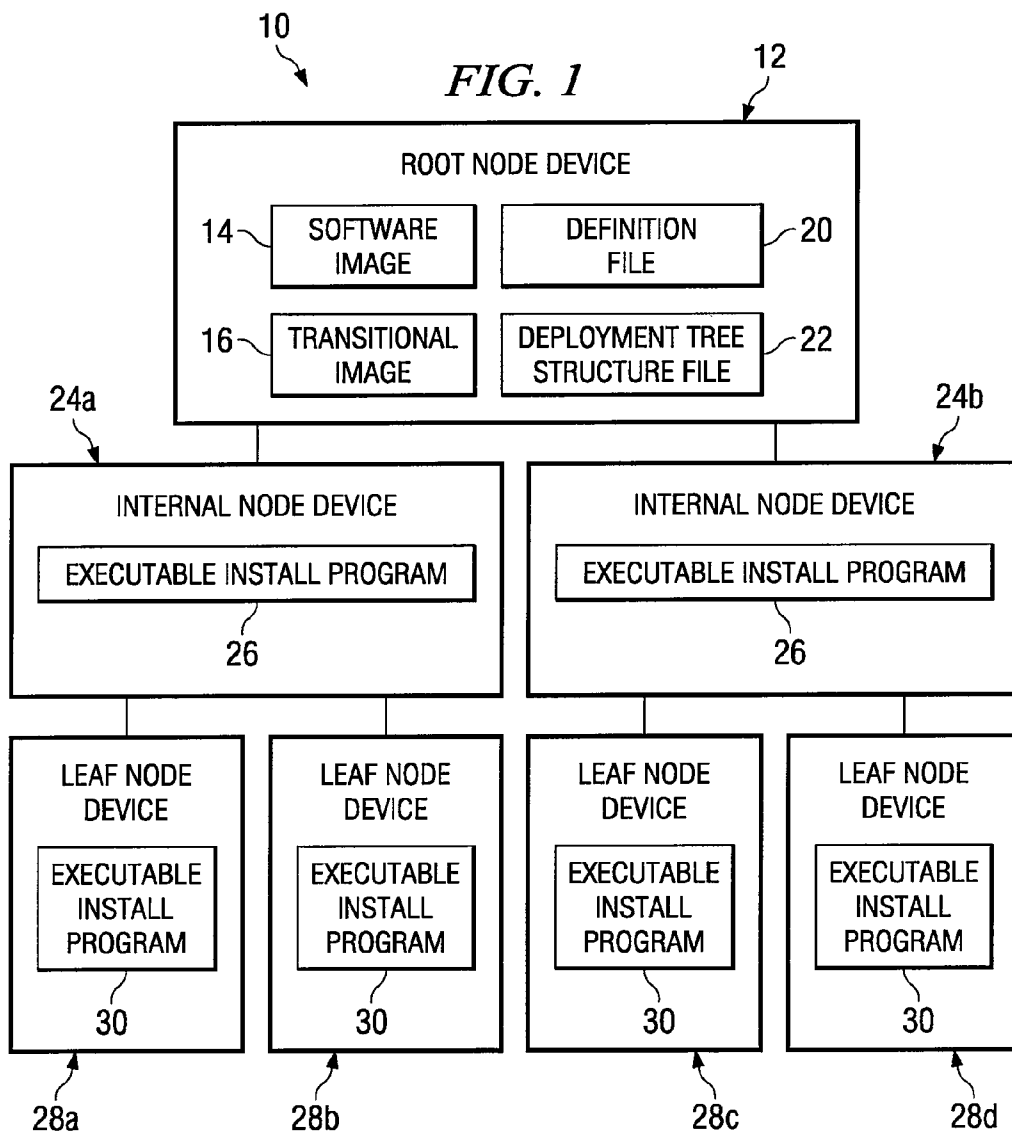 10
FIG. 1
12
ROOT NODE DEVICE
14
SOFTWARE
IMAGE
DEFINITION
FILE
20
16
TRANSITIONAL
IMAGE
DEPLOYMENT TREE
STRUCTURE FILE
22
24a
24b
INTERNAL NODE DEVICE
EXECUTABLE INSTALL PROGRAM
26
INTERNAL NODE DEVICE
EXECUTABLE INSTALL PROGRAM
26
LEAF NODE
DEVICE
EXECUTABLE
INSTALL
PROGRAM
30
28a
LEAF NODE
DEVICE
EXECUTABLE
INSTALL
PROGRAM
30
28b
LEAF NODE
DEVICE
EXECUTABLE
INSTALL
PROGRAM
30
28c
LEAF NODE
DEVICE
EXECUTABLE
INSTALL
PROGRAM
30
28d